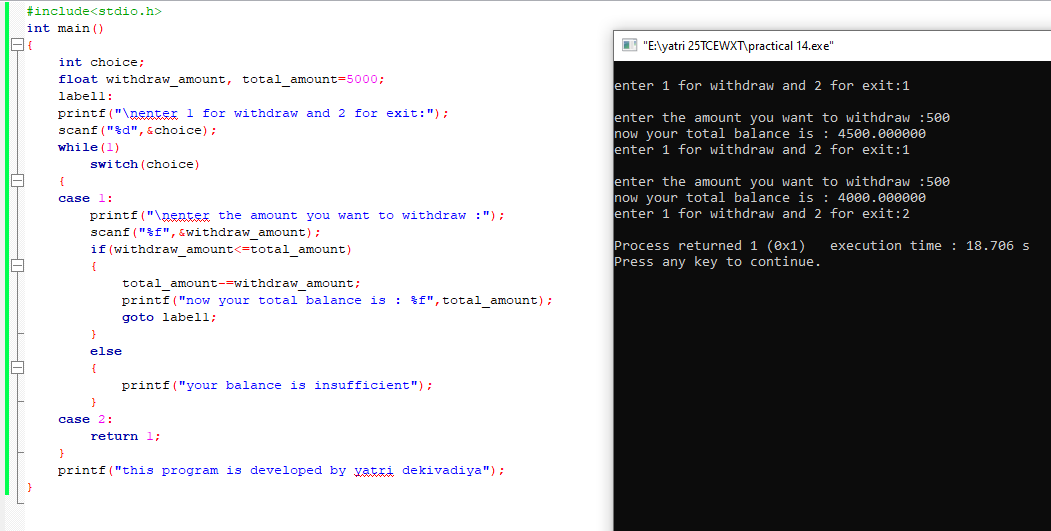 #include<stdio.h>
int main()
{
int choice;
float withdraw_amount, total_amount=5000;
label1:
printf("\nenter 1 for withdraw and 2 for exit:");
scanf("%d",&choice);
while(1)
switch(choice)
{
case 1:
printf("\nenter the amount you want to withdraw :");
scanf("%f",&withdraw_amount);
if(withdraw_amount<=total_amount)
{
total_amount-=withdraw_amount;
printf("now your total balance is : %f",total_amount);
goto label1;
}
else
{
printf("your balance is insufficient");
}
case 2:
return 1;
}
printf("this program is developed by yatri dekivadiya");
}
"E:\yatri 25TCEWXT\practical 14.exe"
enter 1 for withdraw and 2 for exit:1
enter the amount you want to withdraw :500
now your total balance is : 4500.000000
enter 1 for withdraw and 2 for exit:1
enter the amount you want to withdraw :500
now your total balance is : 4000.000000
enter 1 for withdraw and 2 for exit:2
Process returned 1 (0x1)   execution time : 18.706 s
Press any key to continue.